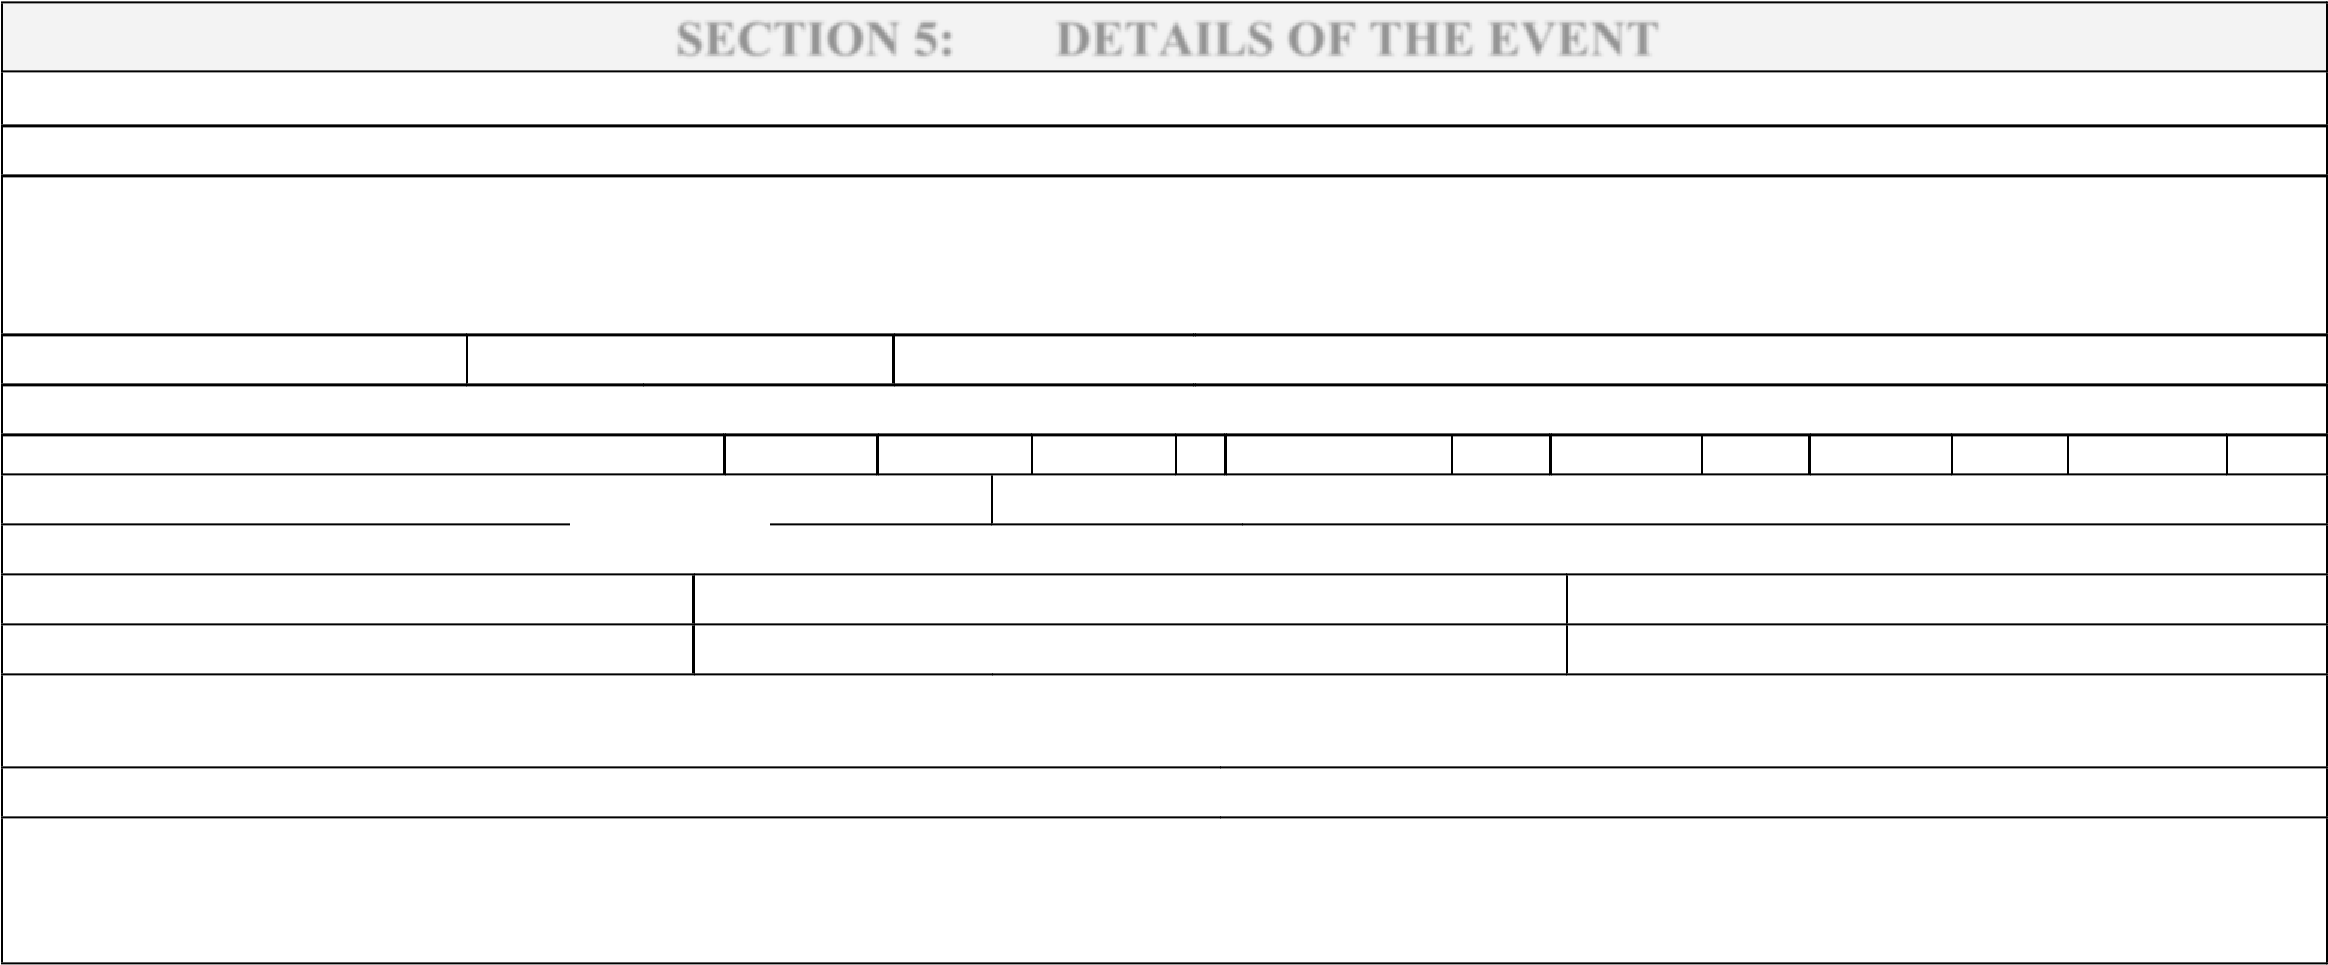 SECTION 5: DETAILS OF THE EVENT